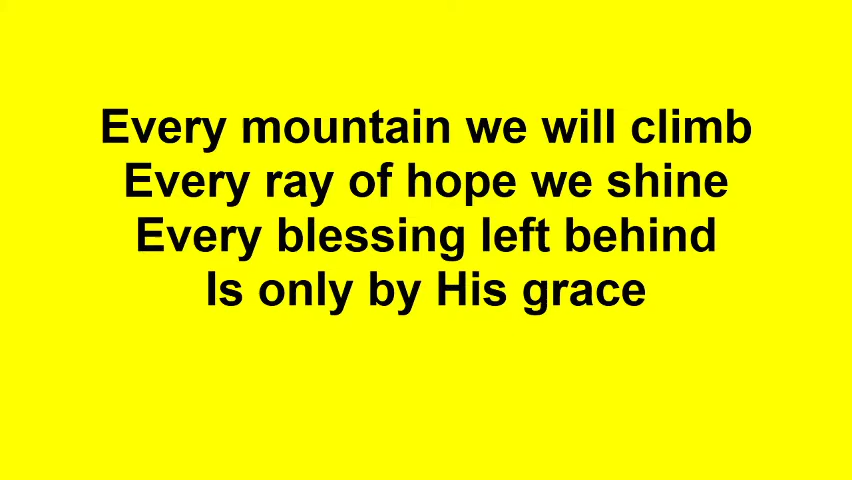 Every mountain we will climb
Every ray of hope we shine
Every blessing left behind
Is only by His grace